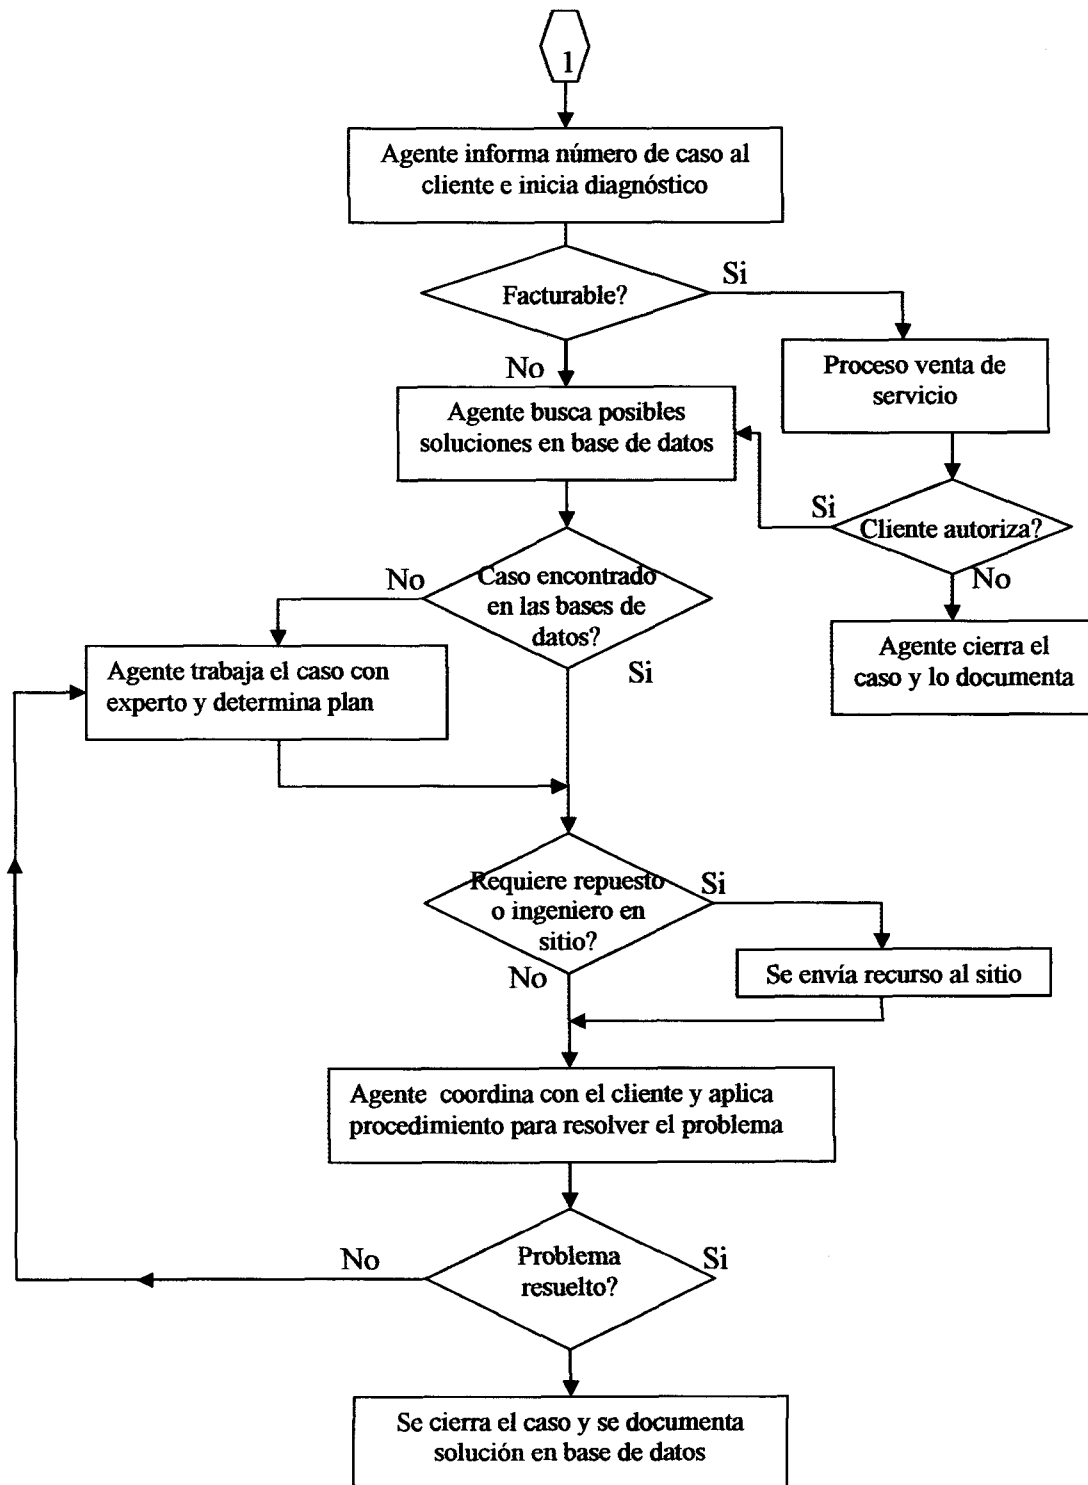 1
Agente informa número de caso al
cliente e inicia diagnóstico
Si
Facturable?
No
Proceso venta de
servicio
Agente busca posibles
soluciones en base de datos
Si
Cliente autoriza?
No
Agente cierra el
caso y lo documenta
No
Caso encontrado
en las bases de
datos?
Si
Agente trabaja el caso con
experto y determina plan
Requiere repuesto
o ingeniero en
sitio?
Si
No
Se envía recurso al sitio
Agente coordina con el cliente y aplica
procedimiento para resolver el problema
No
Problema
resuelto?
Si
Se cierra el caso y se documenta
solución en base de datos